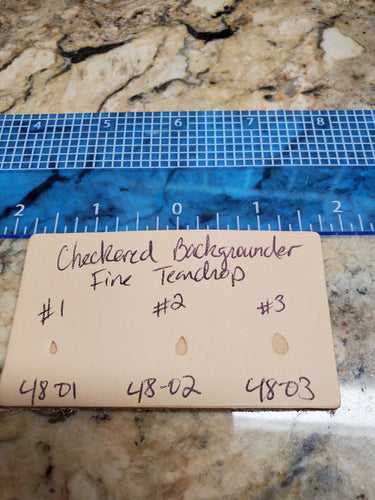 4 5 6 7 8
2 1 0 1 2
Checkered Backgrounder
Fine Teardrop
#1 #2 #3
48-01 48-02 48-03